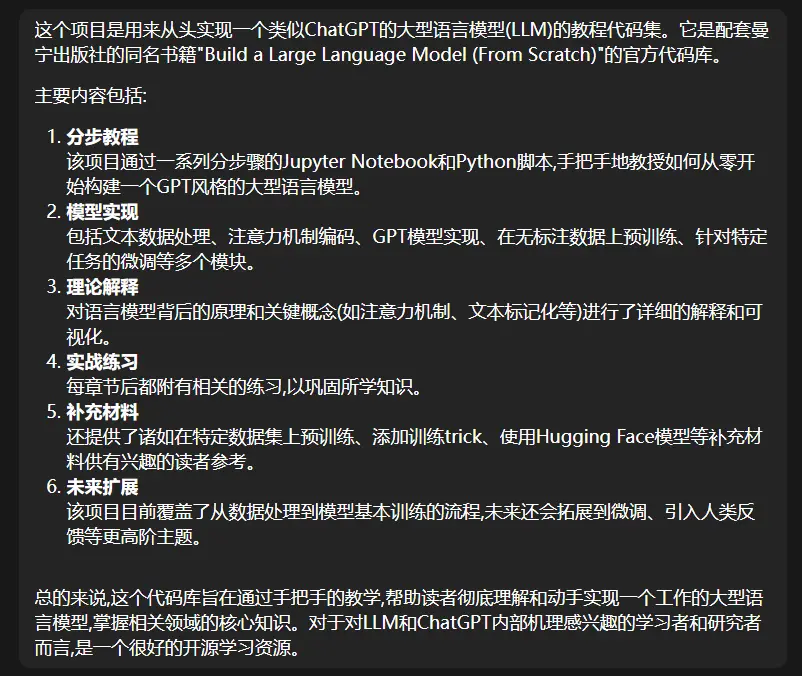 这个项目是用来从头实现一个类似ChatGPT的大型语言模型(LLM)的教程代码集。它是配套曼
宁出版社的同名书籍"Build a Large Language Model (From Scratch)"的官方代码库。
主要内容包括:
1. 分步教程
该项目通过一系列分步骤的Jupyter Notebook和Python脚本,手把手地教授如何从零开
始构建一个GPT风格的大型语言模型。
2. 模型实现
包括文本数据处理、注意力机制编码、GPT模型实现、在无标注数据上预训练、针对特定
任务的微调等多个模块。
3. 理论解释
对语言模型背后的原理和关键概念(如注意力机制、文本标记化等)进行了详细的解释和可
视化。
4. 实战练习
每章节后都附有相关的练习,以巩固所学知识。
5. 补充材料
还提供了诸如在特定数据集上预训练、添加训练trick、使用Hugging Face模型等补充材
料供有兴趣的读者参考。
6. 未来扩展
该项目目前覆盖了从数据处理到模型基本训练的流程,未来还会拓展到微调、引入人类反
馈等更高阶主题。
总的来说,这个代码库旨在通过手把手的教学,帮助读者彻底理解和动手实现一个工作的大型语
言模型,掌握相关领域的核心知识。对于对LLM和ChatGPT内部机理感兴趣的学习者和研究者
而言,是一个很好的开源学习资源。